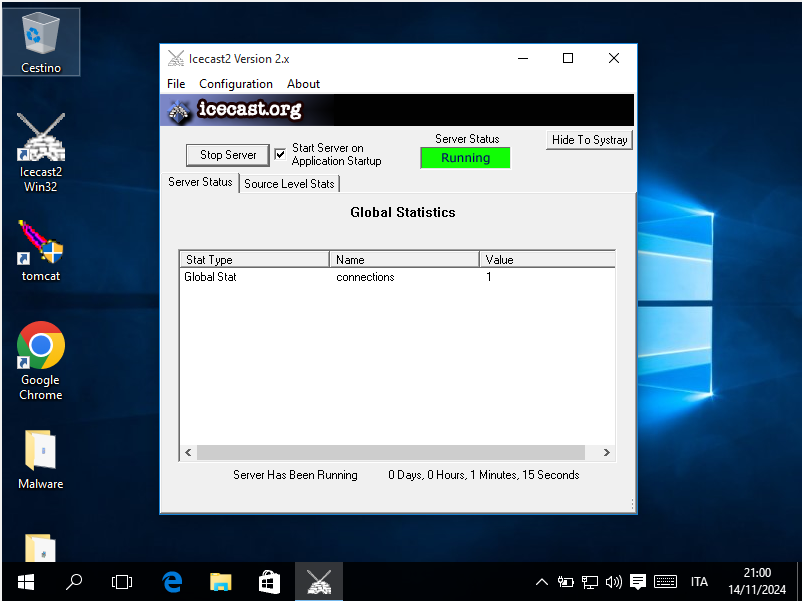 Cestino
Icecast2
Win32
tomcat
Google
Chrome
Malware
Icecast2 Version 2.x
File Configuration About
icecast.org
Stop Server
Start Server on
Application Startup
Server Status
Running
Hide To Systray
Server Status Source Level Stats
Global Statistics
Stat Type Name Value
Global Stat connections 1
Server Has Been Running 0 Days, 0 Hours, 1 Minutes, 15 Seconds
ITA
21:00
14/11/2024